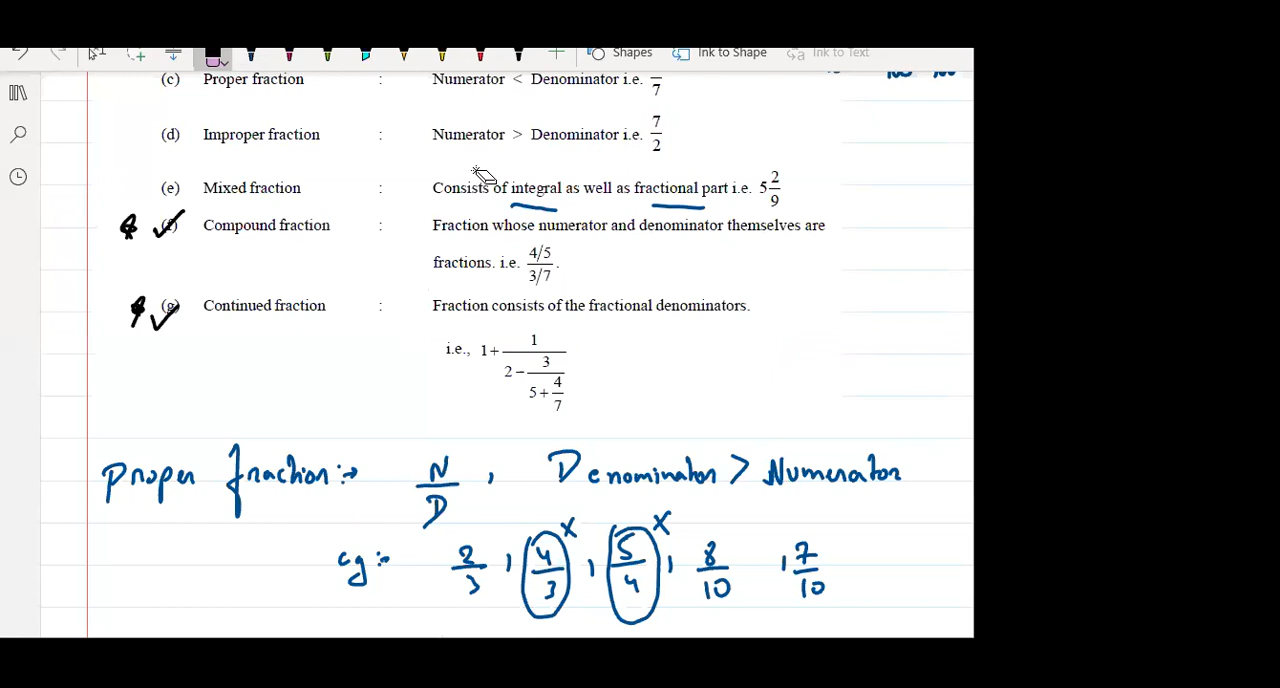 Shapes Ink to Shape Ink to Text
(c) Proper fraction : Numerator < Denominator i.e. /7
(d) Improper fraction : Numerator > Denominator i.e. 7/2
(e) Mixed fraction : Consists of integral as well as fractional part i.e. 5 2/9
(f) Compound fraction : Fraction whose numerator and denominator themselves are
fractions. i.e. 4/5 / 3/7 .
(g) Continued fraction : Fraction consists of the fractional denominators.
i.e., 1+ 1/(2- 3/(5+ 4/7))
Proper fraction :→ N/D , Denominator > Numerator
eg :- 2/3 , 4/3 x , 5/4 x , 8/10 , 7/10